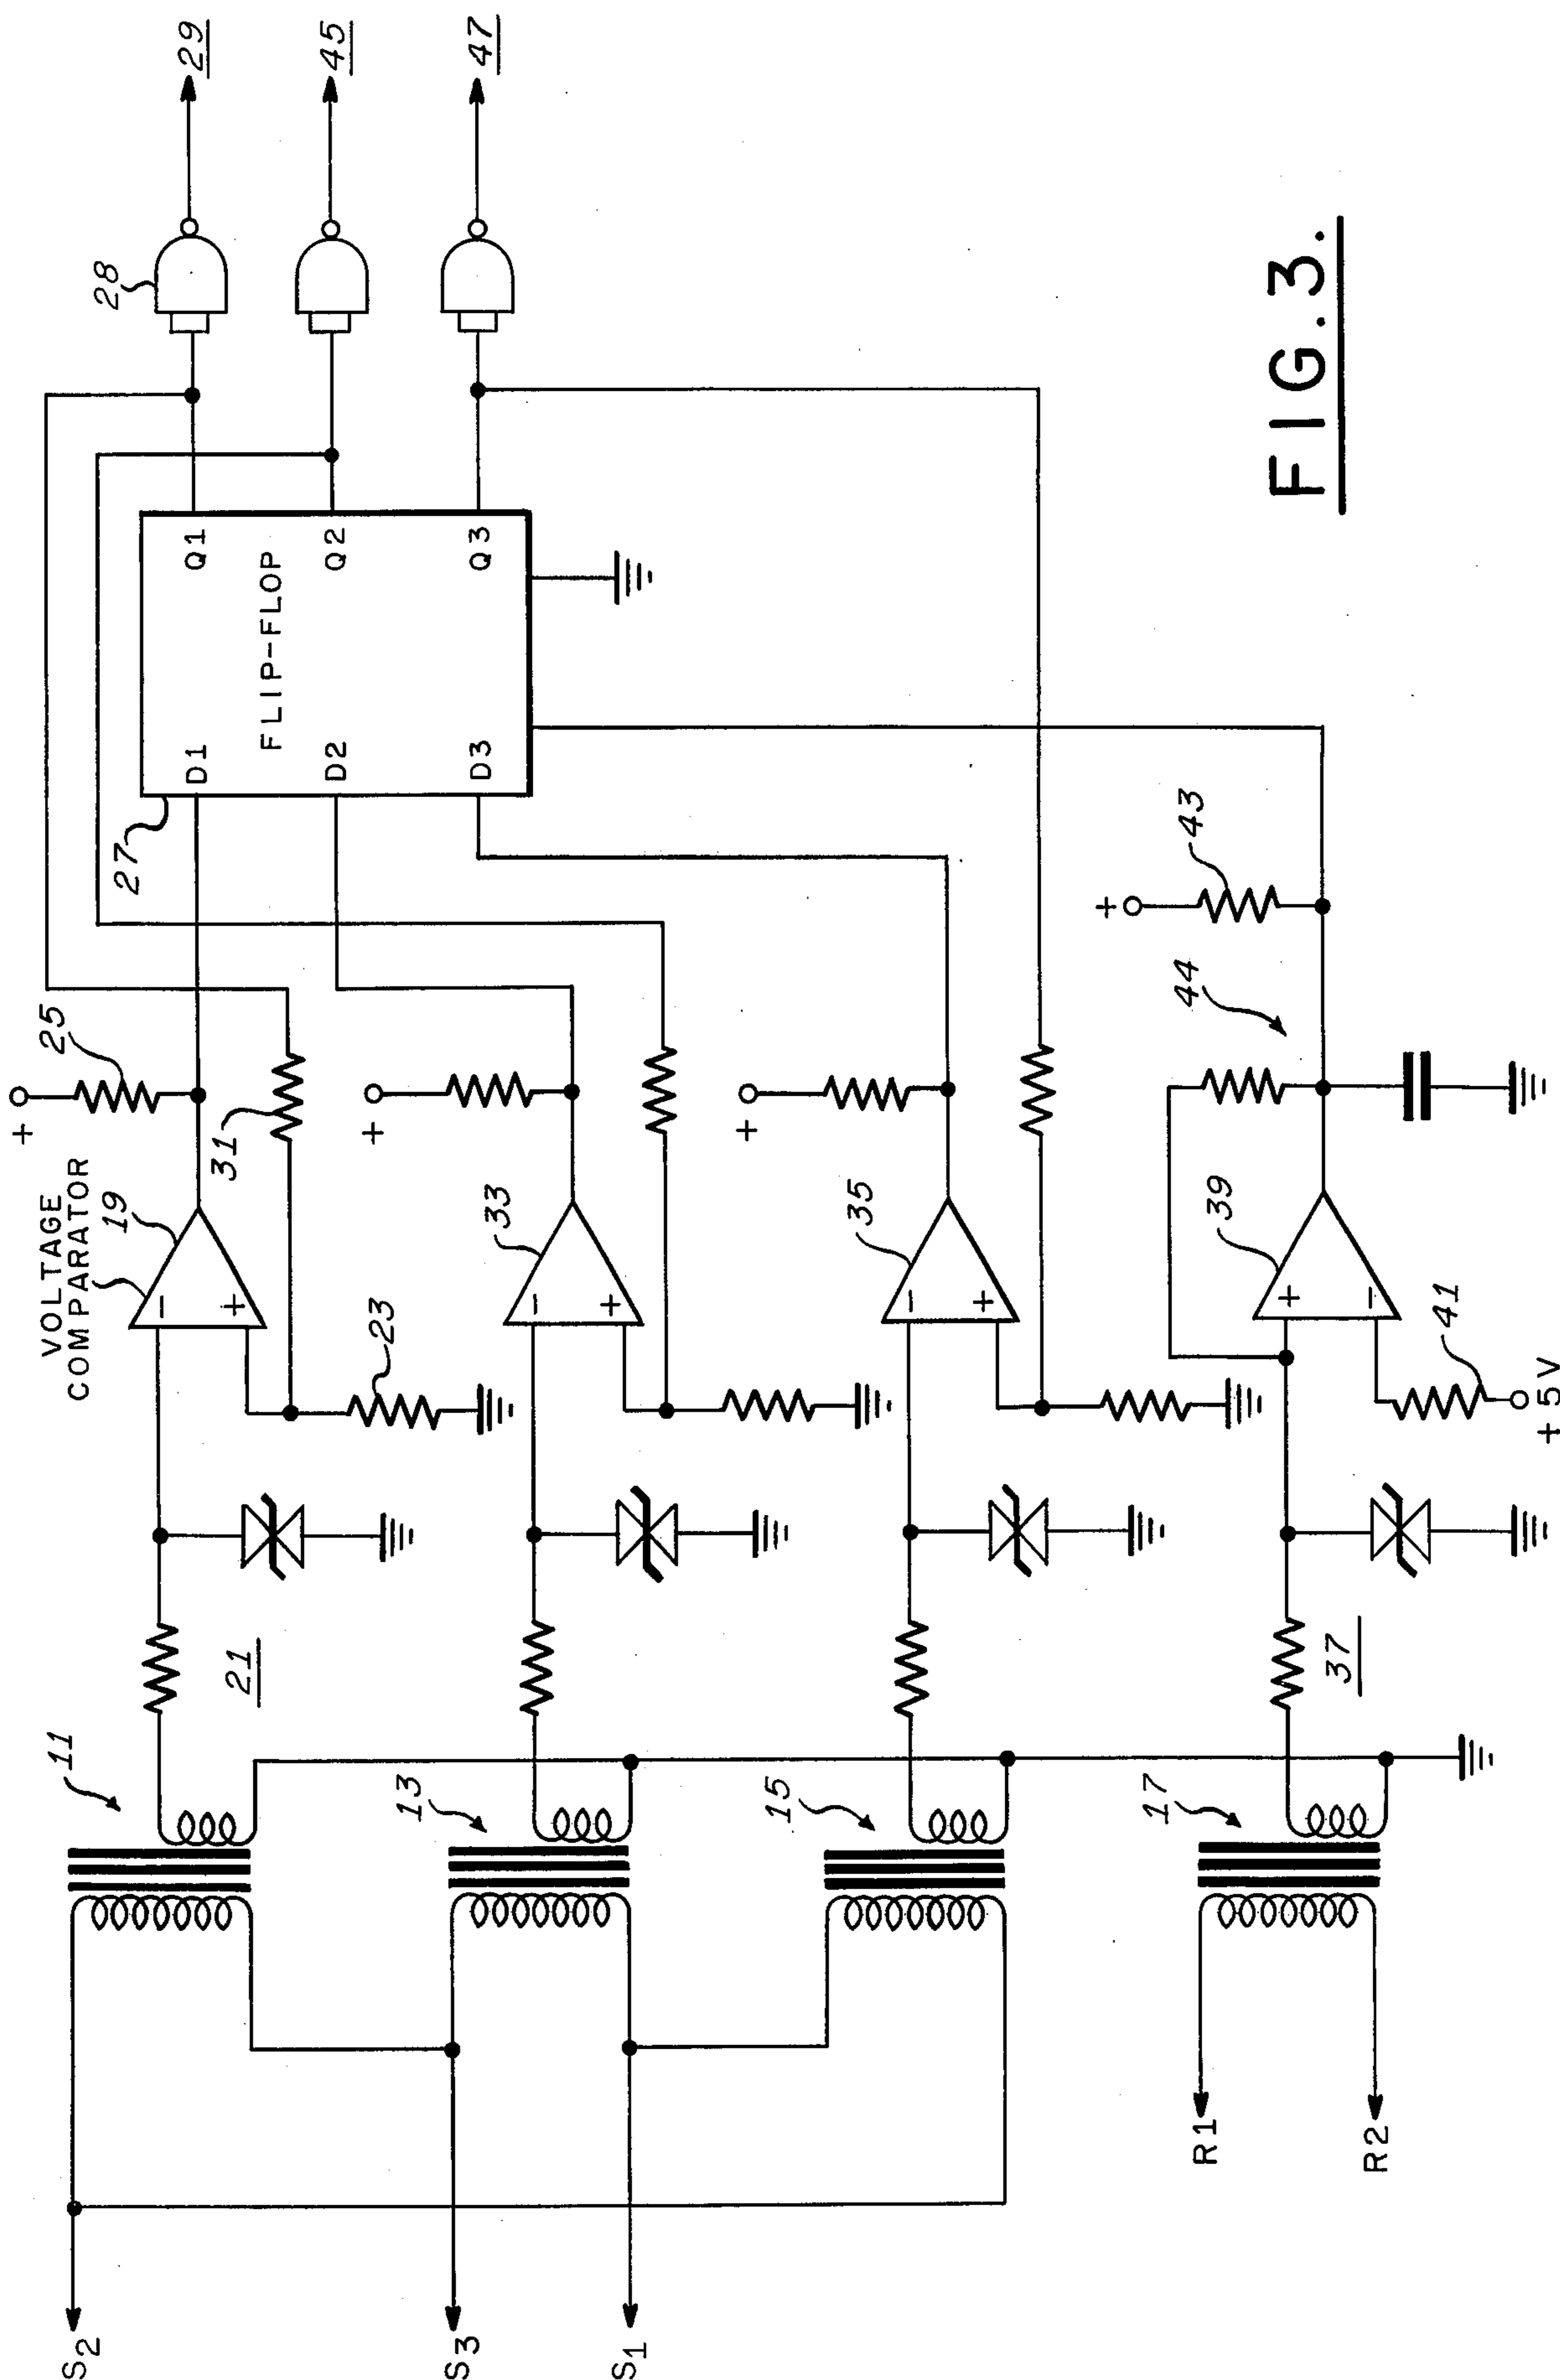 S2
S3
S1
R1
R2
11
13
15
17
21
37
VOLTAGE
COMPARATOR
19
−
+
23
33
−
+
35
−
+
39
+
−
41
+5V
+
25
31
+
+
44
+
43
27
D1
D2
D3
FLIP-FLOP
Q1
Q2
Q3
28
29
45
47
FIG.3.